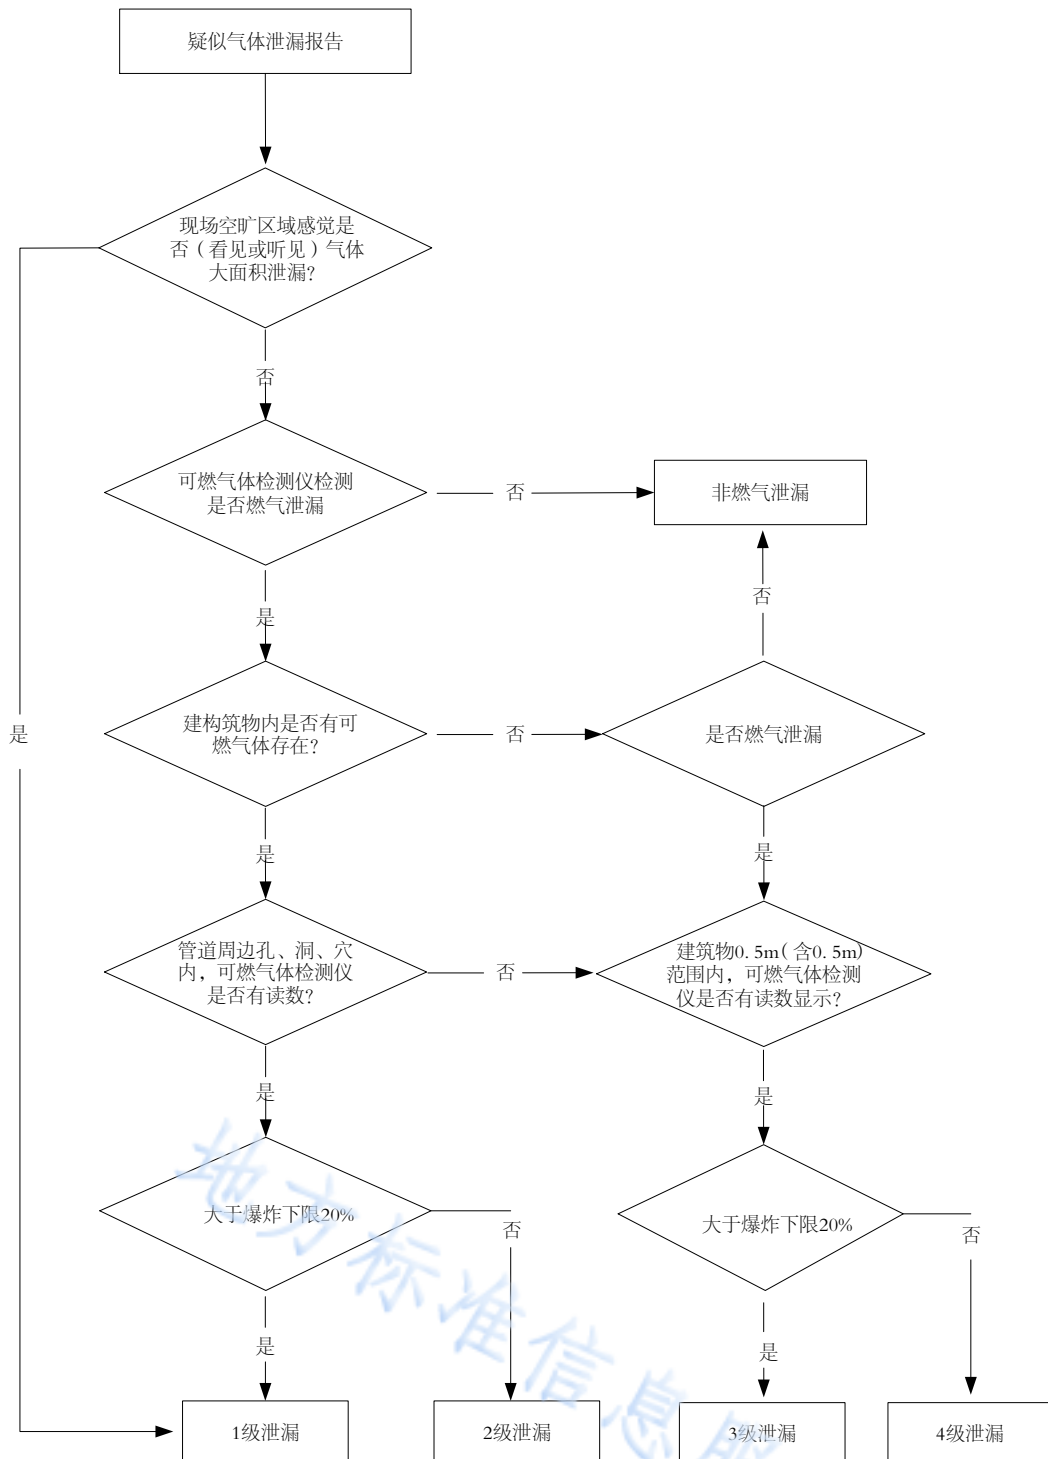 疑似气体泄漏报告
现场空旷区域感觉是
否（看见或听见）气体
大面积泄漏?
否
可燃气体检测仪检测
是否燃气泄漏
否
非燃气泄漏
是
否
是
建构筑物内是否有可
燃气体存在?
否
是否燃气泄漏
是
是
管道周边孔、洞、穴
内，可燃气体检测仪
是否有读数?
否
建筑物0.5m(含0.5m)
范围内，可燃气体检测
仪是否有读数显示?
是
是
大于爆炸下限20%
否
大于爆炸下限20%
否
是
是
1级泄漏
2级泄漏
3级泄漏
4级泄漏
地方标准信息服